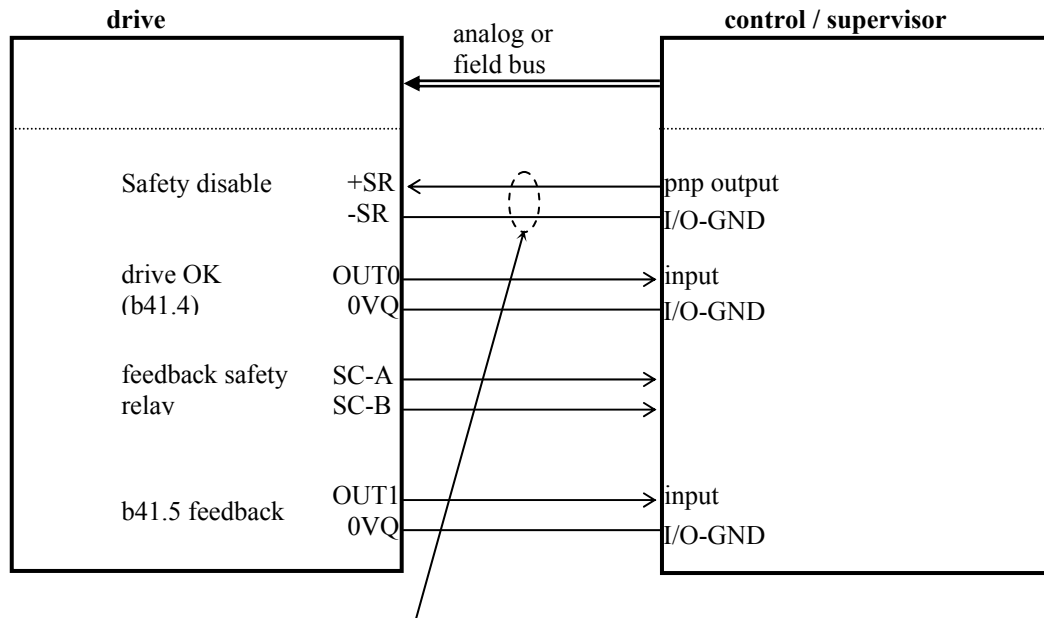 drive
control / supervisor
analog or
field bus
Safety disable
+SR
pnp output
-SR
I/O-GND
drive OK
OUT0
input
(b41.4)
0VQ
I/O-GND
feedback safety
SC-A
relay
SC-B
OUT1
input
b41.5 feedback
0VQ
I/O-GND